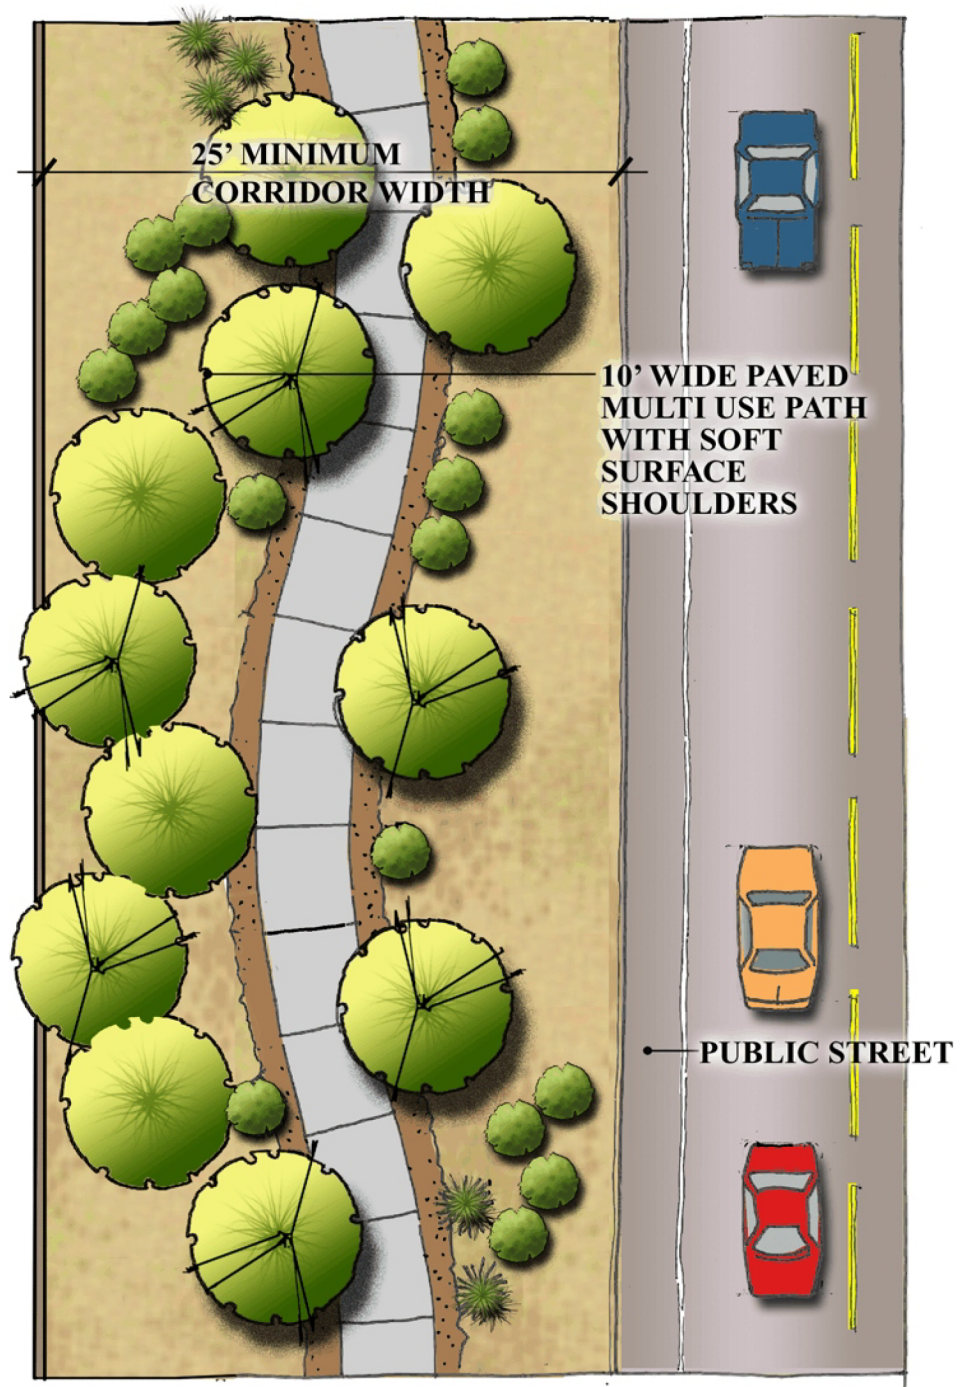 25’ MINIMUM
CORRIDOR WIDTH
10’ WIDE PAVED
MULTI USE PATH
WITH SOFT
SURFACE
SHOULDERS
PUBLIC STREET